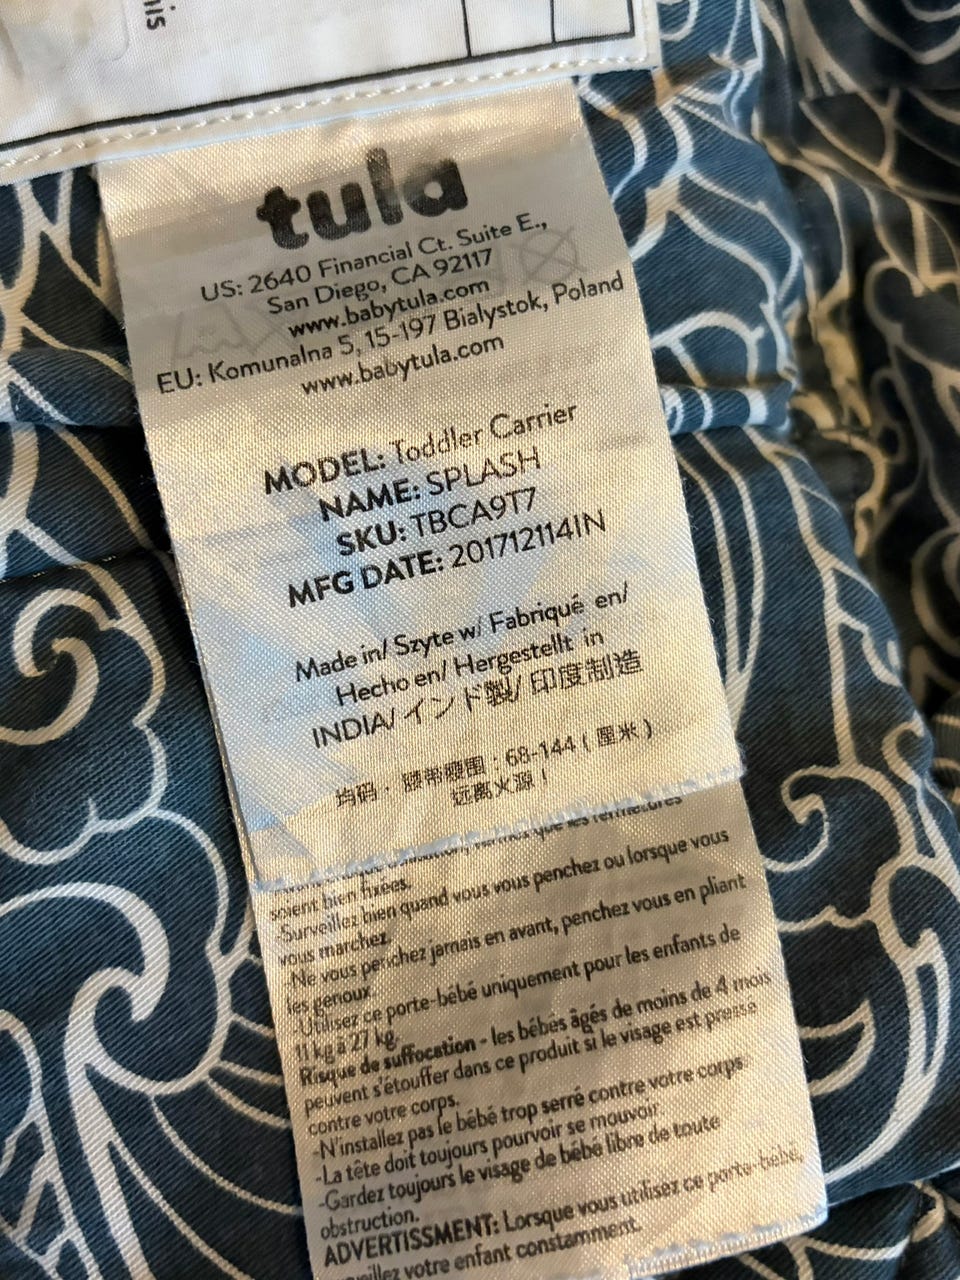 his
tula
US: 2640 Financial Ct. Suite E.,
San Diego, CA 92117
www.babytula.com
EU: Komunalna 5, 15-197 Bialystok, Poland
www.babytula.com
MODEL: Toddler Carrier
NAME: SPLASH
SKU: TBCA9T7
MFG DATE: 201712114IN
Made in/ Szyte w/ Fabriqué en/
Hecho en/ Hergestellt in
INDIA/ インド製/ 印度制造
均码 · 腰带腰围 : 68-144 ( 厘米 )
远离火源 !
que les fermetures
soient bien fixées.
-Surveillez bien quand vous vous penchez ou lorsque vous
vous marchez.
-Ne vous penchez jamais en avant, penchez vous en pliant
les genoux.
-Utilisez ce porte-bébé uniquement pour les enfants de
11 kg à 27 kg.
Risque de suffocation - les bébés âgés de moins de 4 mois
peuvent s'étouffer dans ce produit si le visage est presse
contre votre corps.
-N'installez pas le bébé trop serré contre votre corps.
-La tête doit toujours pourvoir se mouvoir.
-Gardez toujours le visage de bébé libre de toute
obstruction.
ADVERTISSMENT: Lorsque vous utilisez ce porte-bébé,
votre enfant constamment.